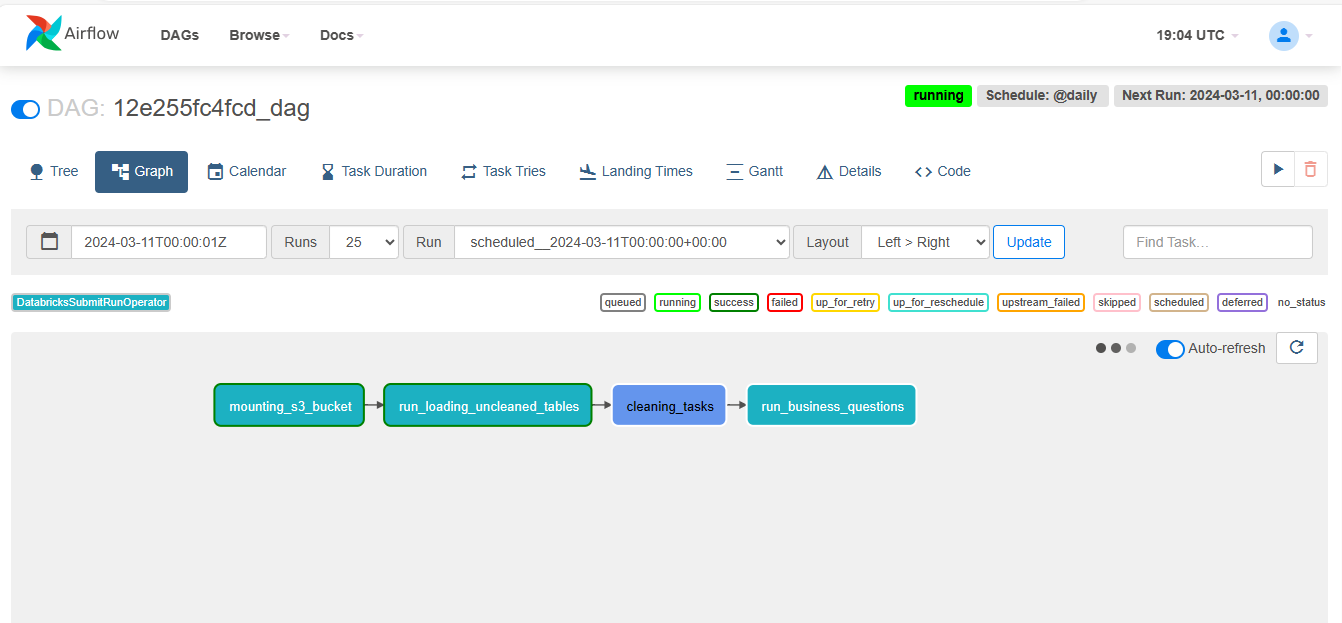 Airflow DAGs Browse Docs 19:04 UTC
DAG: 12e255fc4fcd_dag running Schedule: @daily Next Run: 2024-03-11, 00:00:00
Tree Graph Calendar Task Duration Task Tries Landing Times Gantt Details Code
2024-03-11T00:00:01Z Runs 25 Run scheduled__2024-03-11T00:00:00+00:00 Layout Left > Right Update Find Task...
DatabricksSubmitRunOperator queued running success failed up_for_retry up_for_reschedule upstream_failed skipped scheduled deferred no_status
Auto-refresh
mounting_s3_bucket run_loading_uncleaned_tables cleaning_tasks run_business_questions